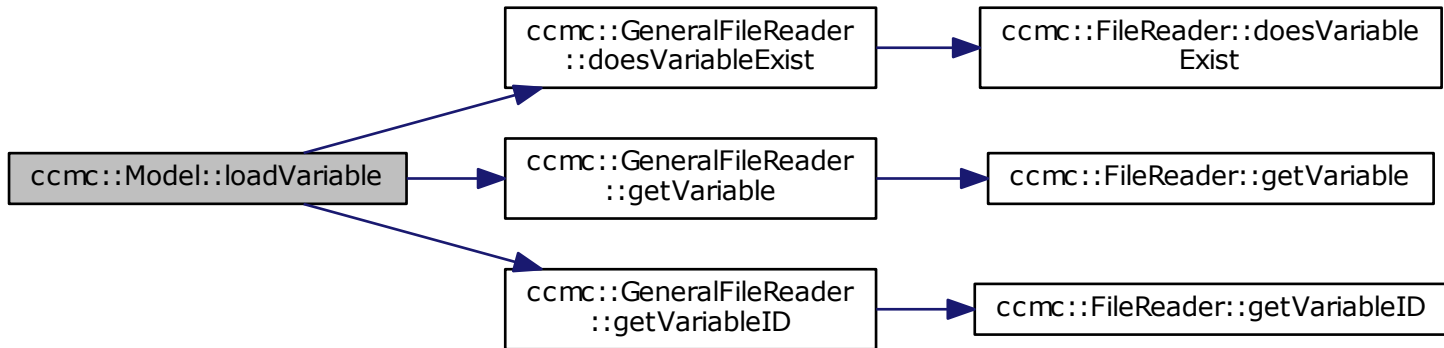 ccmc::GeneralFileReader
::doesVariableExist
ccmc::FileReader::doesVariable
Exist
ccmc::Model::loadVariable
ccmc::GeneralFileReader
::getVariable
ccmc::FileReader::getVariable
ccmc::GeneralFileReader
::getVariableID
ccmc::FileReader::getVariableID